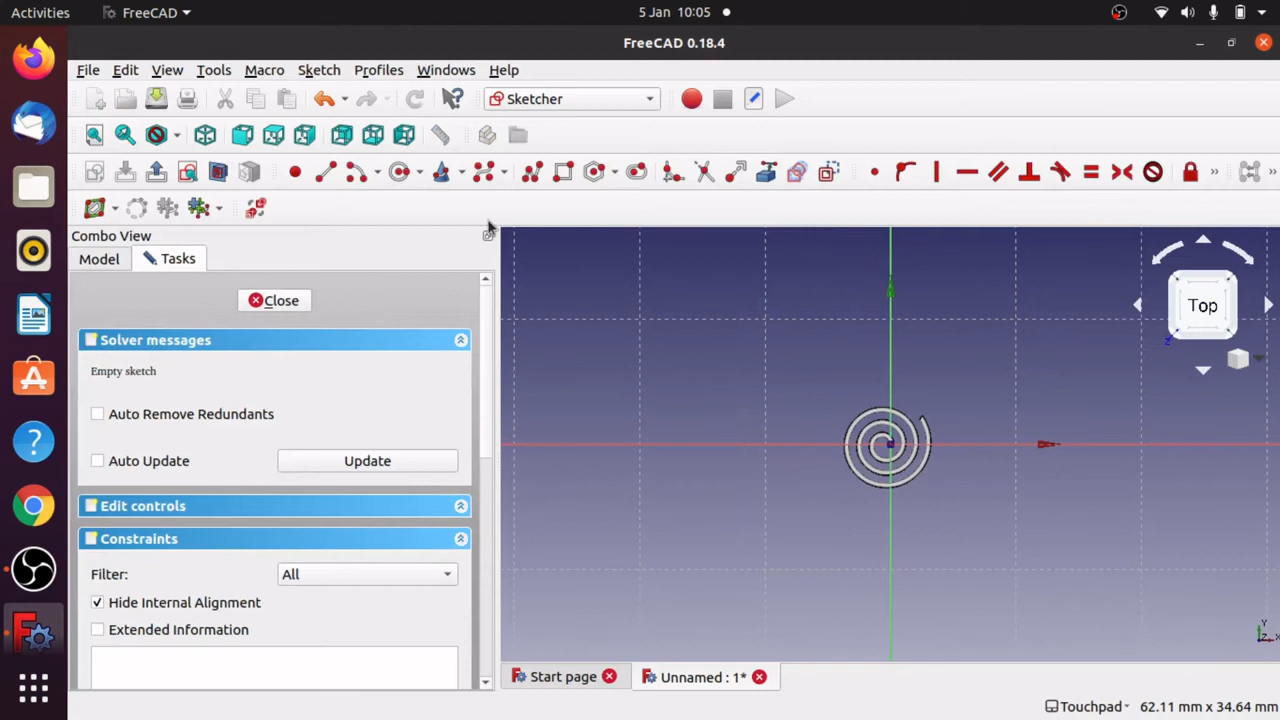 Activities FreeCAD 5 Jan 10:05
FreeCAD 0.18.4
File Edit View Tools Macro Sketch Profiles Windows Help
Sketcher
Combo View
Model Tasks
Close
Solver messages
Empty sketch
Auto Remove Redundants
Auto Update Update
Edit controls
Constraints
Filter: All
Hide Internal Alignment
Extended Information
Top
Z
Y
Z X
Start page Unnamed : 1*
Touchpad 62.11 mm x 34.64 mm